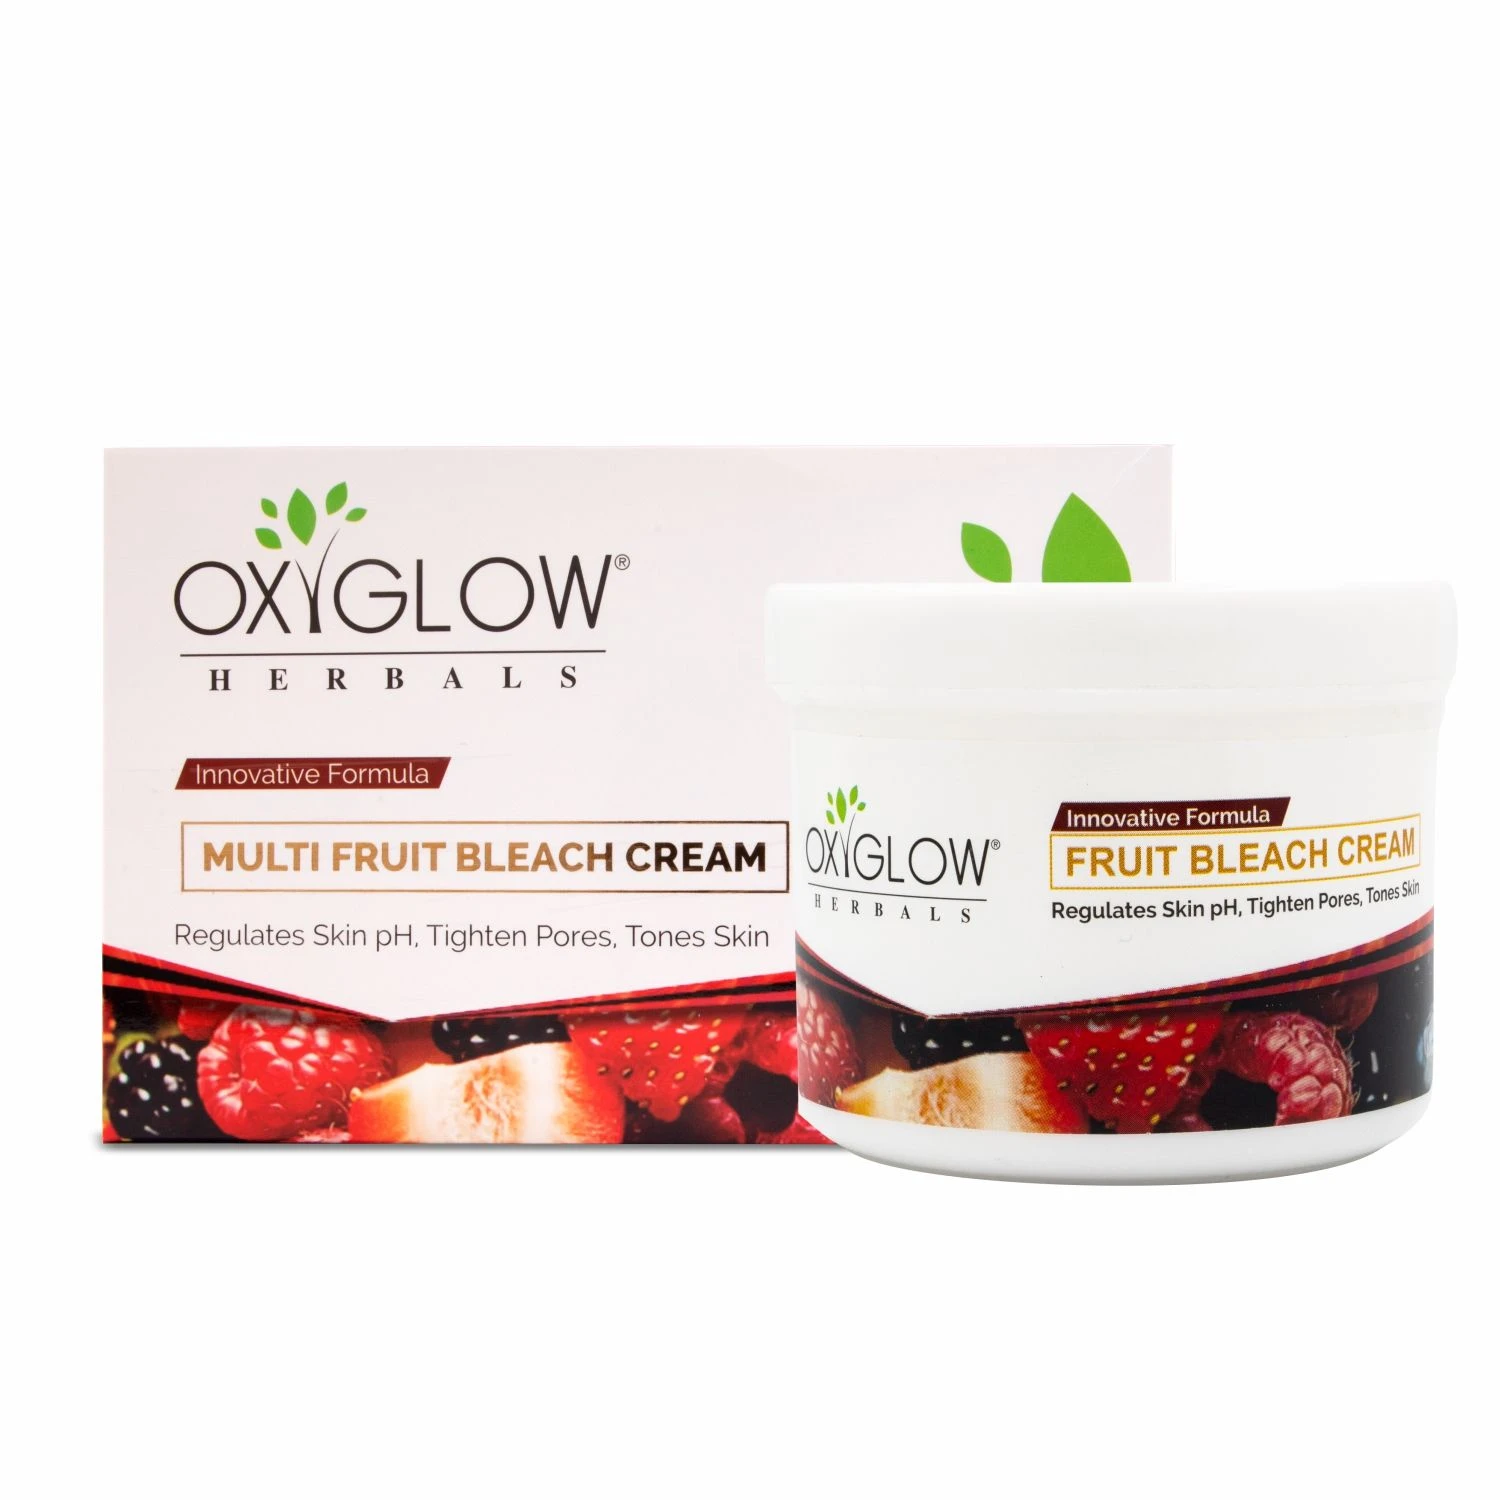 OXYGLOW®
HERBALS
Innovative Formula
MULTI FRUIT BLEACH CREAM
Regulates Skin pH, Tighten Pores, Tones Skin
OXYGLOW®
HERBALS
Innovative Formula
FRUIT BLEACH CREAM
Regulates Skin pH, Tighten Pores, Tones Skin